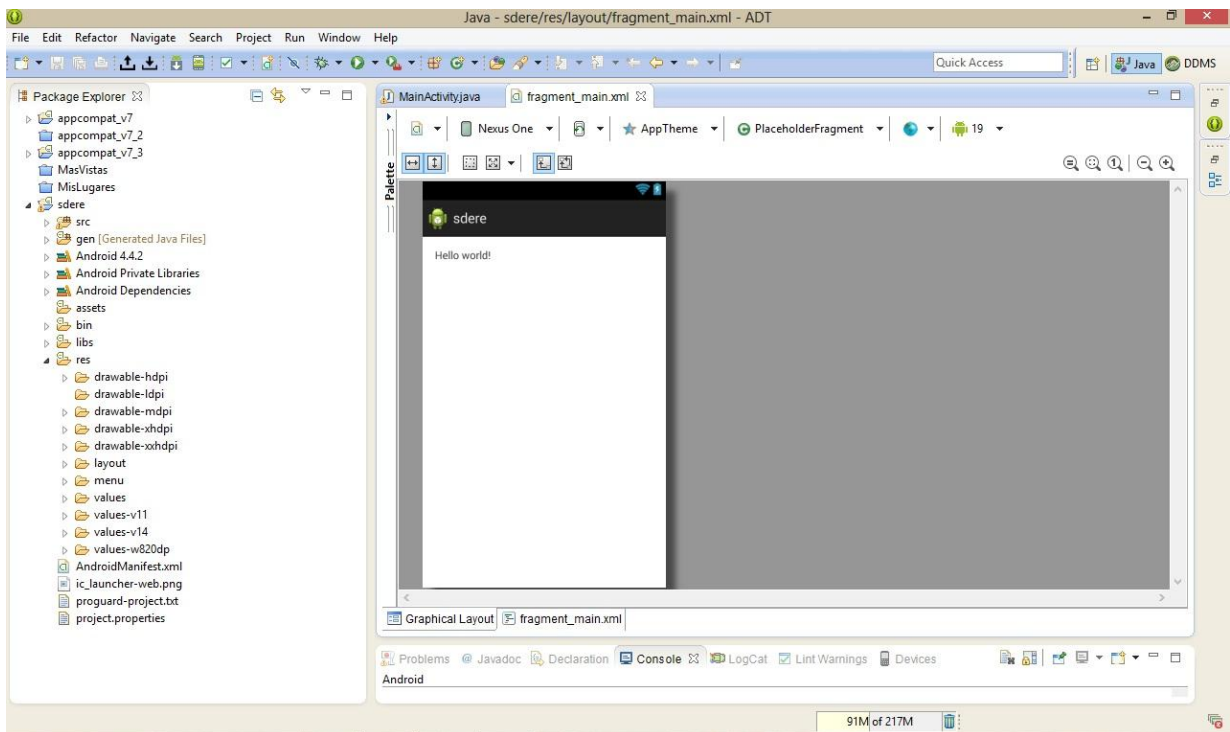 Java - sdere/res/layout/fragment_main.xml - ADT
File Edit Refactor Navigate Search Project Run Window Help
Quick Access
Java
DDMS
Package Explorer
appcompat_v7
appcompat_v7_2
appcompat_v7_3
MasVistas
MisLugares
sdere
src
gen [Generated Java Files]
Android 4.4.2
Android Private Libraries
Android Dependencies
assets
bin
libs
res
drawable-hdpi
drawable-ldpi
drawable-mdpi
drawable-xhdpi
drawable-xxhdpi
layout
menu
values
values-v11
values-v14
values-w820dp
AndroidManifest.xml
ic_launcher-web.png
proguard-project.txt
project.properties
MainActivity.java
fragment_main.xml
Palette
Nexus One
AppTheme
PlaceholderFragment
19
sdere
Hello world!
Graphical Layout
fragment_main.xml
Problems @ Javadoc Declaration Console LogCat Lint Warnings Devices
Android
91M of 217M